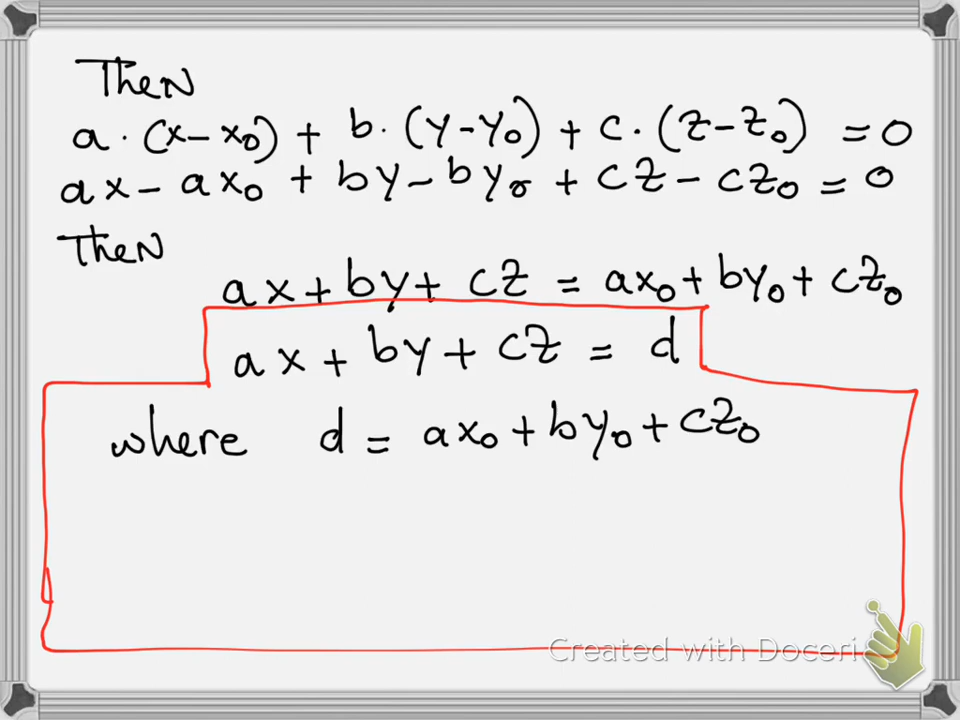 Then
a · (x - x₀) + b · (y - y₀) + c · (z - z₀) = 0
ax - ax₀ + by - by₀ + cz - cz₀ = 0
Then
ax + by + cz = ax₀ + by₀ + cz₀
ax + by + cz = d
where d = ax₀ + by₀ + cz₀
Created with Doceri